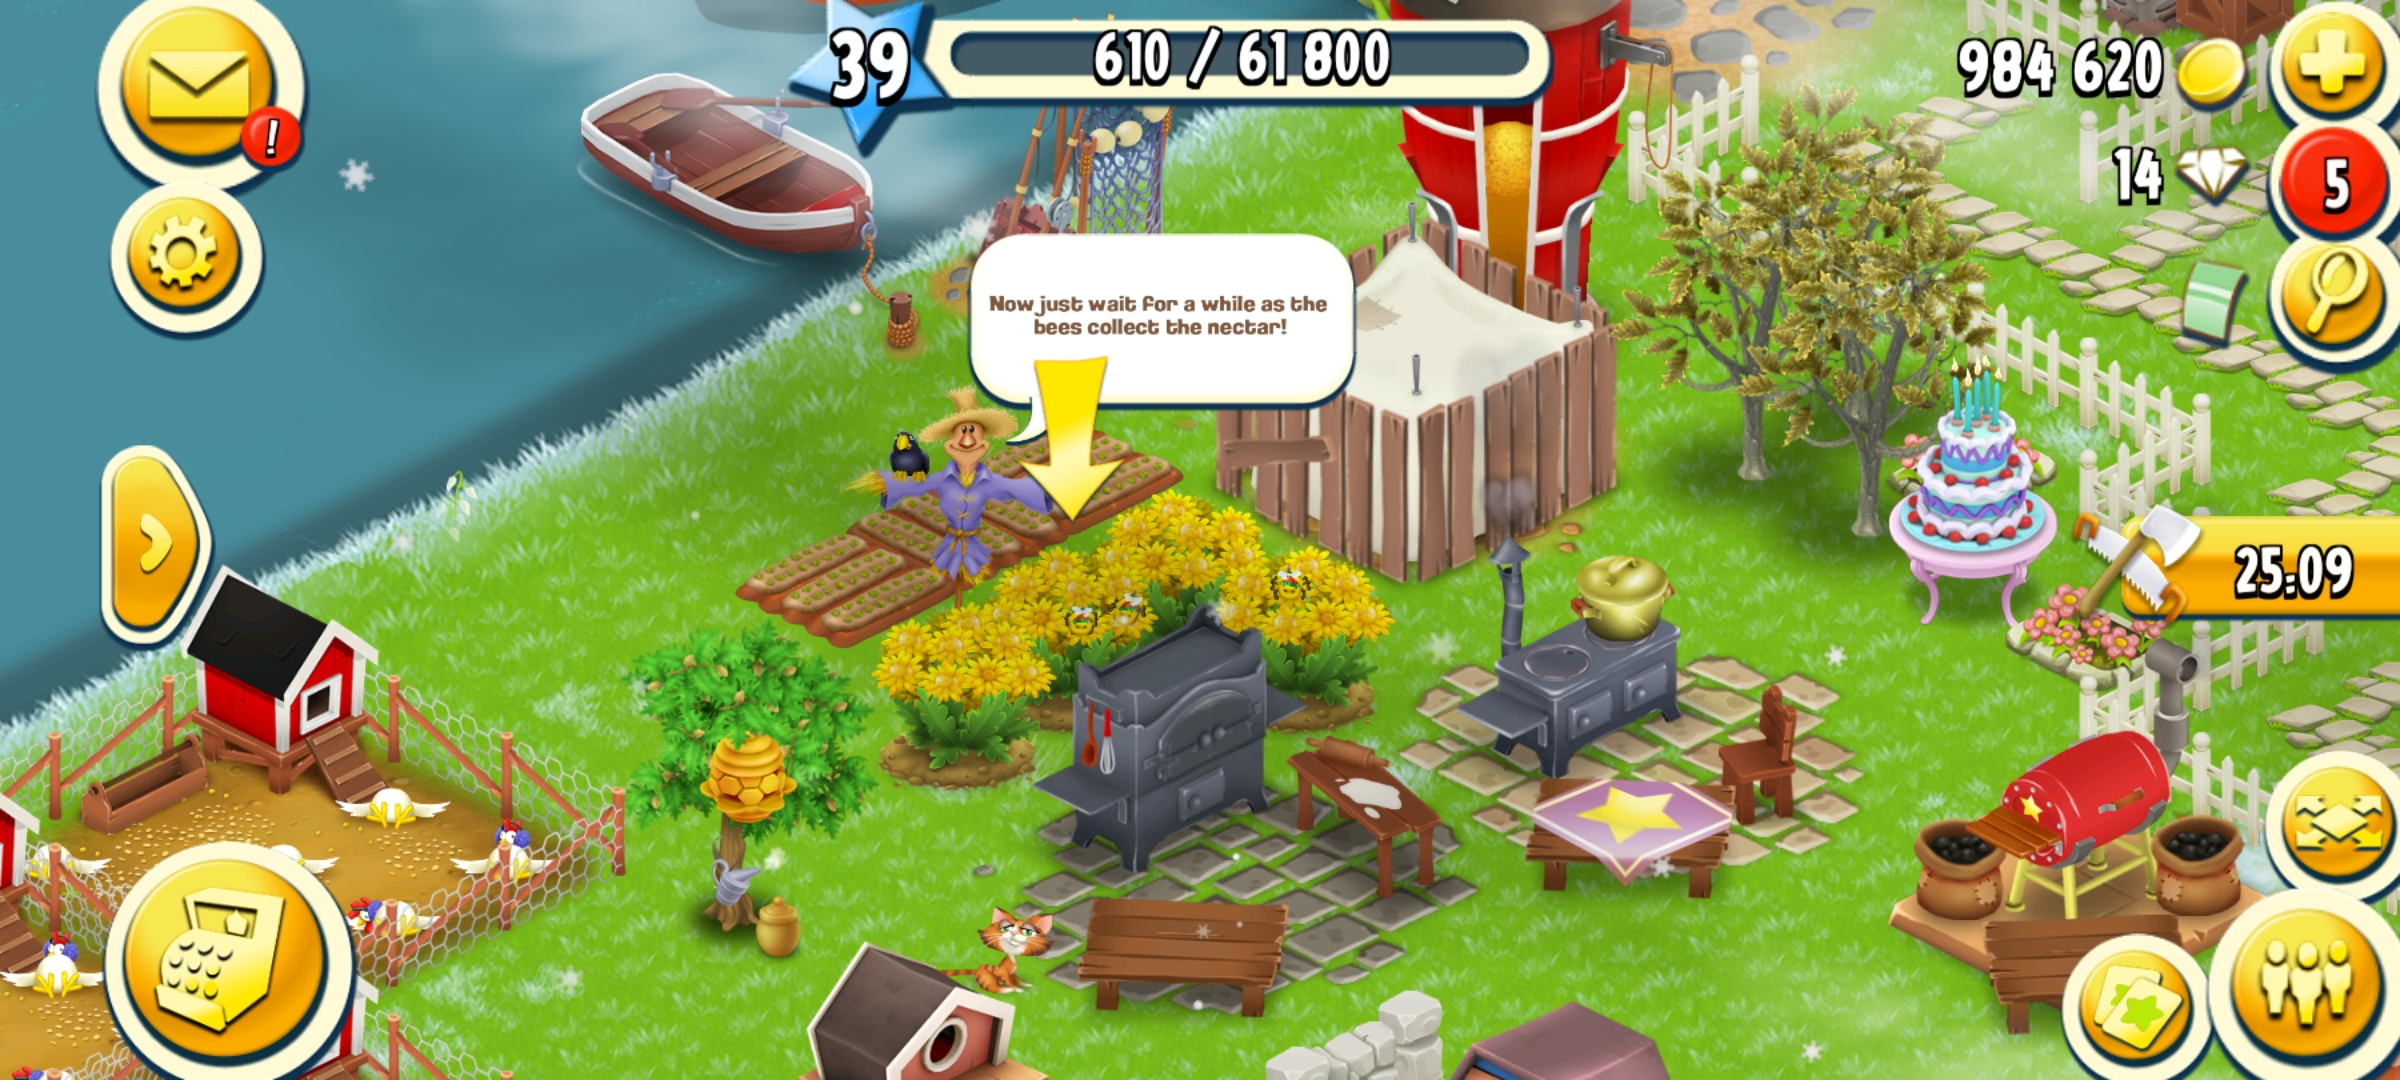 39
610 / 61 800
984 620
14
!
5
Now just wait for a while as the
bees collect the nectar!
25.09